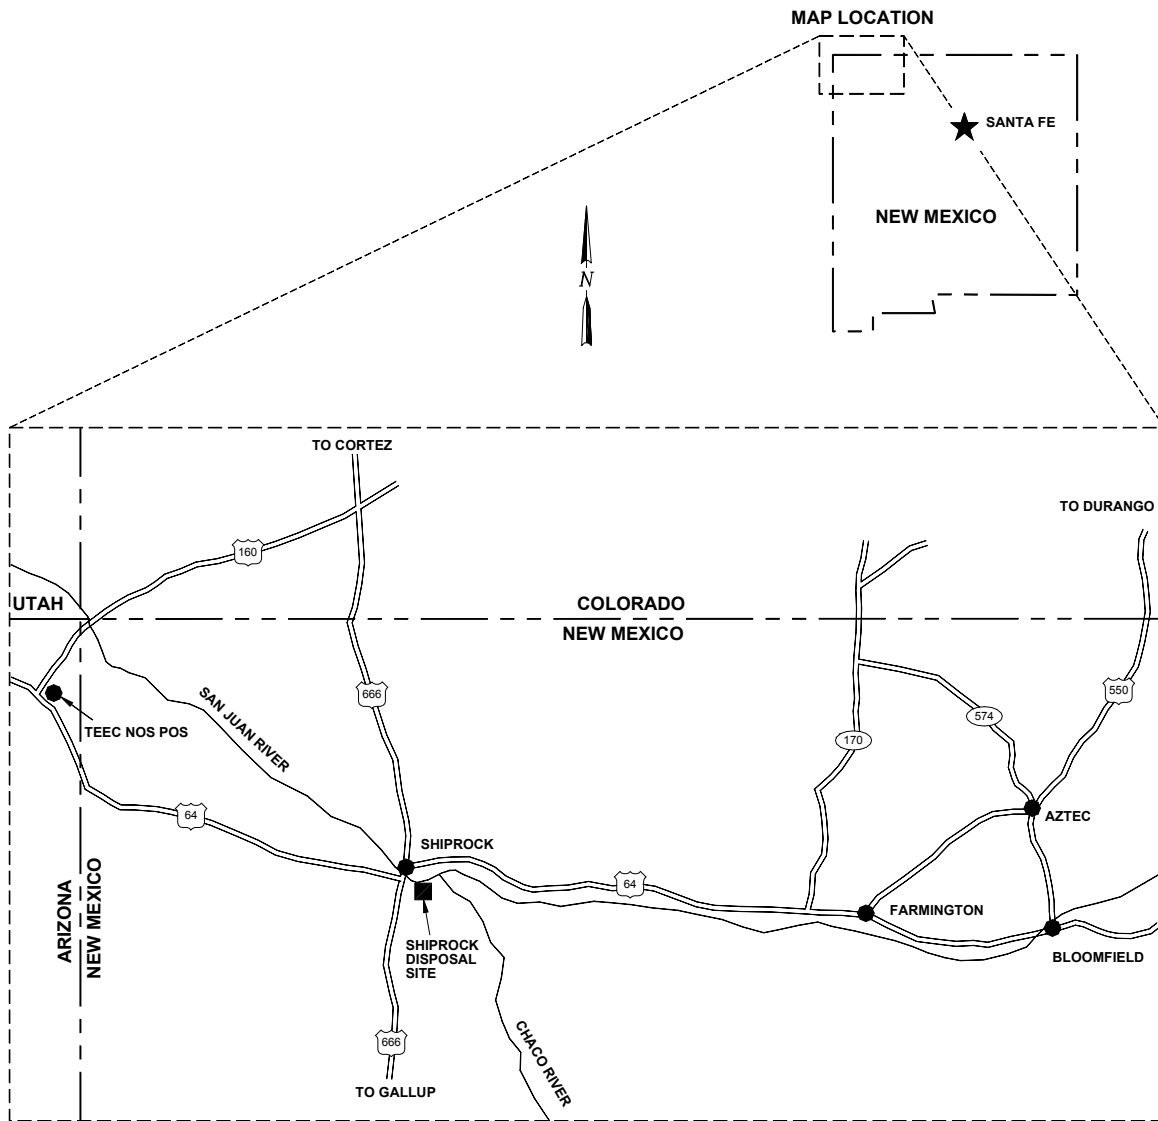 MAP LOCATION
SANTA FE
NEW MEXICO
N
TO CORTEZ
TO DURANGO
160
UTAH
COLORADO
NEW MEXICO
666
SAN JUAN RIVER
550
574
TEEC NOS POS
170
64
AZTEC
SHIPROCK
64
ARIZONA
NEW MEXICO
FARMINGTON
SHIPROCK
DISPOSAL
SITE
BLOOMFIELD
666
CHACO RIVER
TO GALLUP